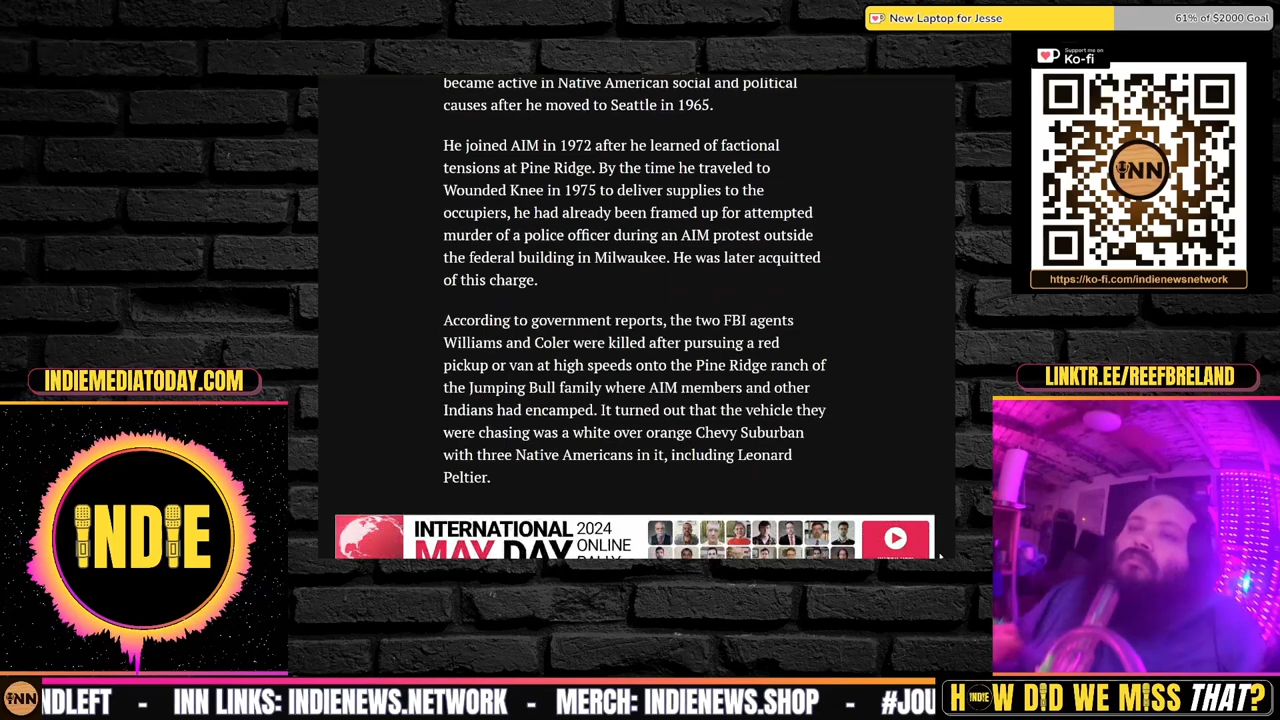 New Laptop for Jesse
61% of $2000 Goal
Support me on
Ko-fi
INN
https://ko-fi.com/indienewsnetwork
became active in Native American social and political
causes after he moved to Seattle in 1965.
He joined AIM in 1972 after he learned of factional
tensions at Pine Ridge. By the time he traveled to
Wounded Knee in 1975 to deliver supplies to the
occupiers, he had already been framed up for attempted
murder of a police officer during an AIM protest outside
the federal building in Milwaukee. He was later acquitted
of this charge.
According to government reports, the two FBI agents
Williams and Coler were killed after pursuing a red
pickup or van at high speeds onto the Pine Ridge ranch of
the Jumping Bull family where AIM members and other
Indians had encamped. It turned out that the vehicle they
were chasing was a white over orange Chevy Suburban
with three Native Americans in it, including Leonard
Peltier.
INTERNATIONAL 2024
MAY DAY ONLINE
INDIEMEDIATODAY.COM
INDIE
LINKTR.EE/REEFBRELAND
INN
NDLEFT - INN LINKS: INDIENEWS.NETWORK - MERCH: INDIENEWS.SHOP - #JOU
HOW DID WE MISS THAT?